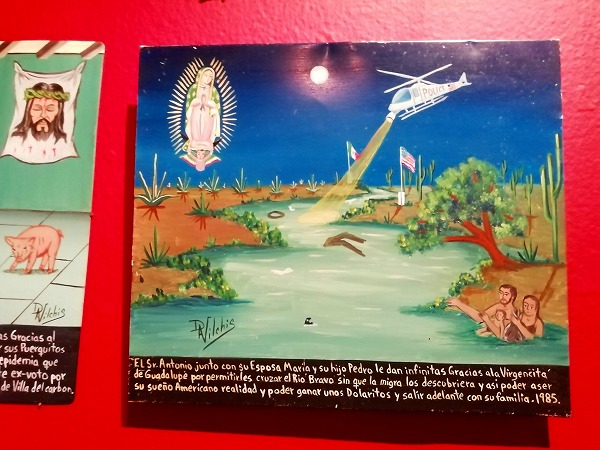 POLICE
DAVilchis
"EL Sr. Antonio junto con su Esposa María y su hijo Pedro le dan infinitas Gracias ala Virgencita
de Guadalupe por permitirles cruzar el Rio Bravo sin que la migra los descubriera y asi poder aser
su sueño Americano realidad y poder ganar unos Dolaritos y salir adelante con su familia. 1985.
DAVilchis
as Gracias al
r sus Puerquitos
epidemia que
e ex-voto por
de Villa del carbon.